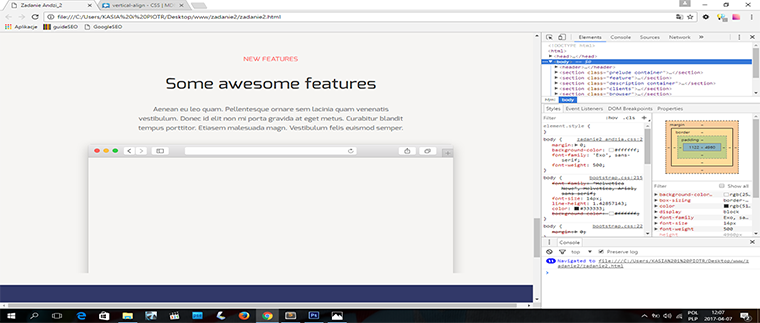 Zadanie Andzi_2
vertical-align - CSS | MD
file:///C:/Users/KASIA%20i%20PIOTR/Desktop/www/zadanie2/zadanie2.html
Aplikacje guideSEO GoogleSEO
NEW FEATURES
Some awesome features
Aenean eu leo quam. Pellentesque ornare sem lacinia quam venenatis
vestibulum. Donec id elit non mi porta gravida at eget metus. Curabitur blandit
tempus porttitor. Etiasem malesuada magn. Vestibulum felis euismod semper.
Elements Console Sources Network
<!DOCTYPE html>
<html>
<head>…</head>
<body> == $0
<header>…</header>
<section class="prelude container">…</section>
<section class="feature">…</section>
<section class="clients">…</section>
<section class="browser">…</section>
html body
Styles Event Listeners DOM Breakpoints Properties
Filter :hov .cls +
element.style {
}
body { zadanie2_andzia.css:2
margin: 0;
background-color: #ffffff;
font-family: 'Exo', sans-
serif;
font-weight: 500;
}
body { bootstrap.css:215
font-family: "Helvetica
Neue", Helvetica, Arial,
sans-serif;
font-size: 14px;
line-height: 1.42857143;
color: #333333;
background-color: #ffffff;
}
body { bootstrap.css:22
margin: 0;
margin
border
padding
Filter Show all
background-color… rgb(25…
box-sizing border-…
color rgb(51…
display block
font-family Exo, sa…
font-size 14px
font-weight 500
height
Console
top Preserve log
Navigated to file:///C:/Users/KASIA%20i%20PIOTR/Desktop/www/z
adanie2/zadanie2.html
POL
PLP
12:07
2017-04-07